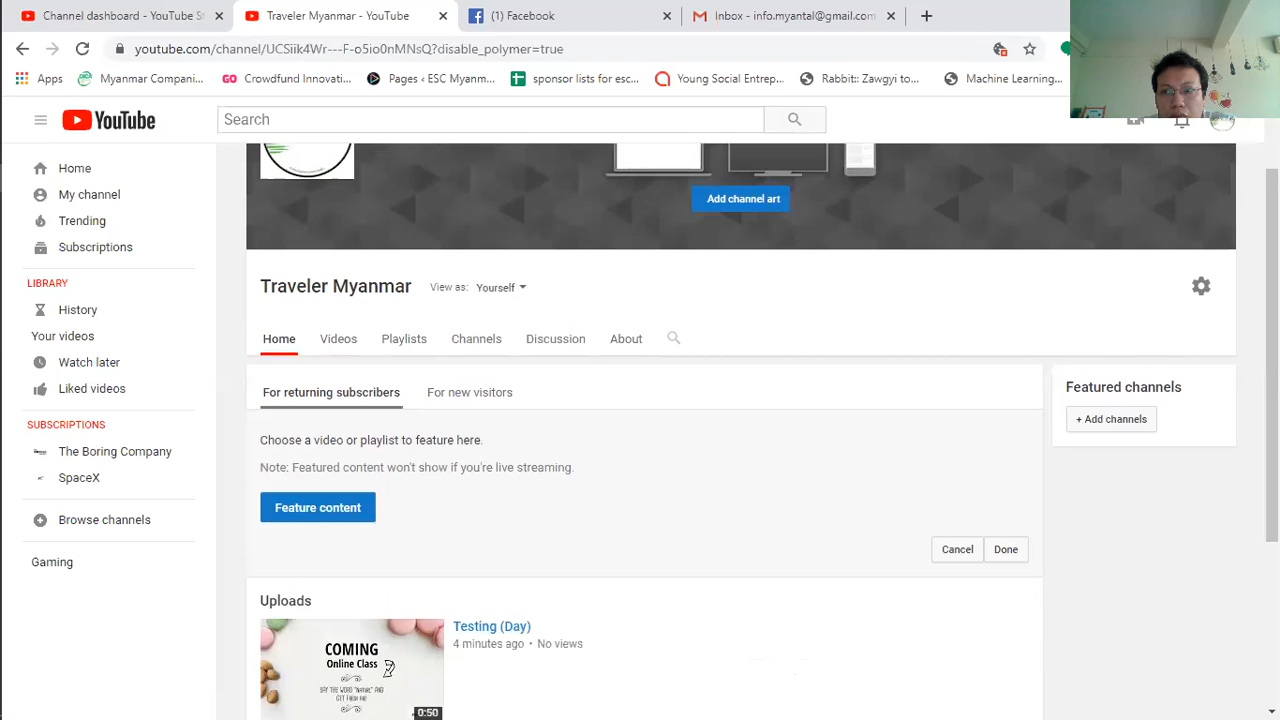 Channel dashboard - YouTube St
Traveler Myanmar - YouTube
(1) Facebook
Inbox - info.myantal@gmail.com
youtube.com/channel/UCSiik4Wr---F-o5io0nMNsQ?disable_polymer=true
Apps
Myanmar Compani...
GO Crowdfund Innovati...
Pages ‹ ESC Myanm...
sponsor lists for esc...
Young Social Entrep...
Rabbit:: Zawgyi to...
Machine Learning...
YouTube
Search
Home
My channel
Trending
Subscriptions
LIBRARY
History
Your videos
Watch later
Liked videos
SUBSCRIPTIONS
The Boring Company
SpaceX
Browse channels
Gaming
Add channel art
Traveler Myanmar
View as: Yourself
Home
Videos
Playlists
Channels
Discussion
About
For returning subscribers
For new visitors
Choose a video or playlist to feature here.
Note: Featured content won't show if you're live streaming.
Feature content
Cancel
Done
Featured channels
+ Add channels
Uploads
COMING
Online Class
SAY THE WORD "NATURE" AND
0:50
Testing (Day)
4 minutes ago • No views